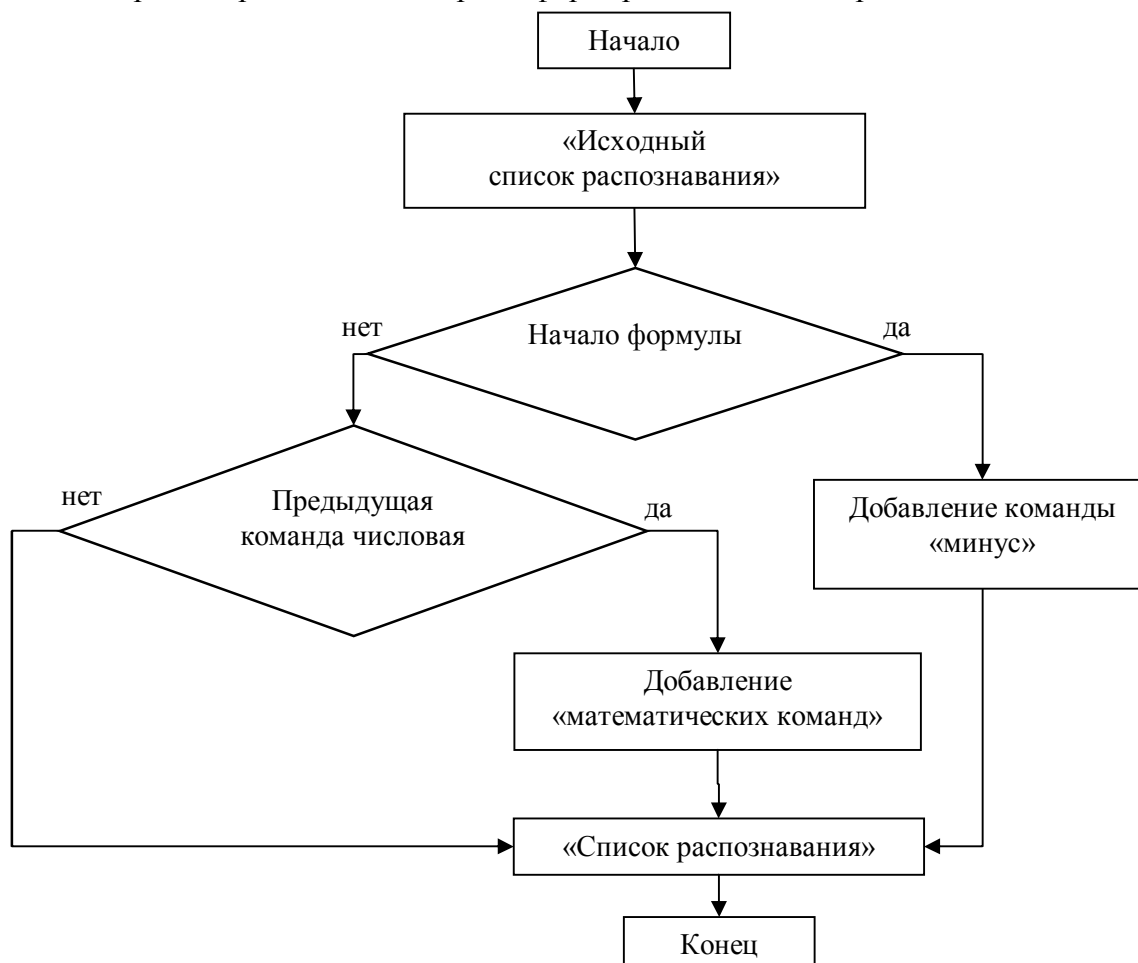 Начало
«Исходный
список распознавания»
Начало формулы
нет
да
Предыдущая
команда числовая
нет
да
Добавление команды
«минус»
Добавление
«математических команд»
«Список распознавания»
Конец